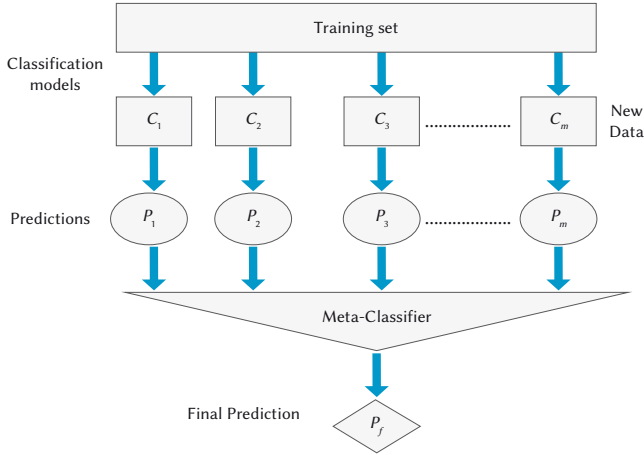 Training set
Classification
models
C₁
C₂
C₃
....................
Cₘ
New
Data
Predictions
P₁
P₂
P₃
....................
Pₘ
Meta-Classifier
Final Prediction
P_f